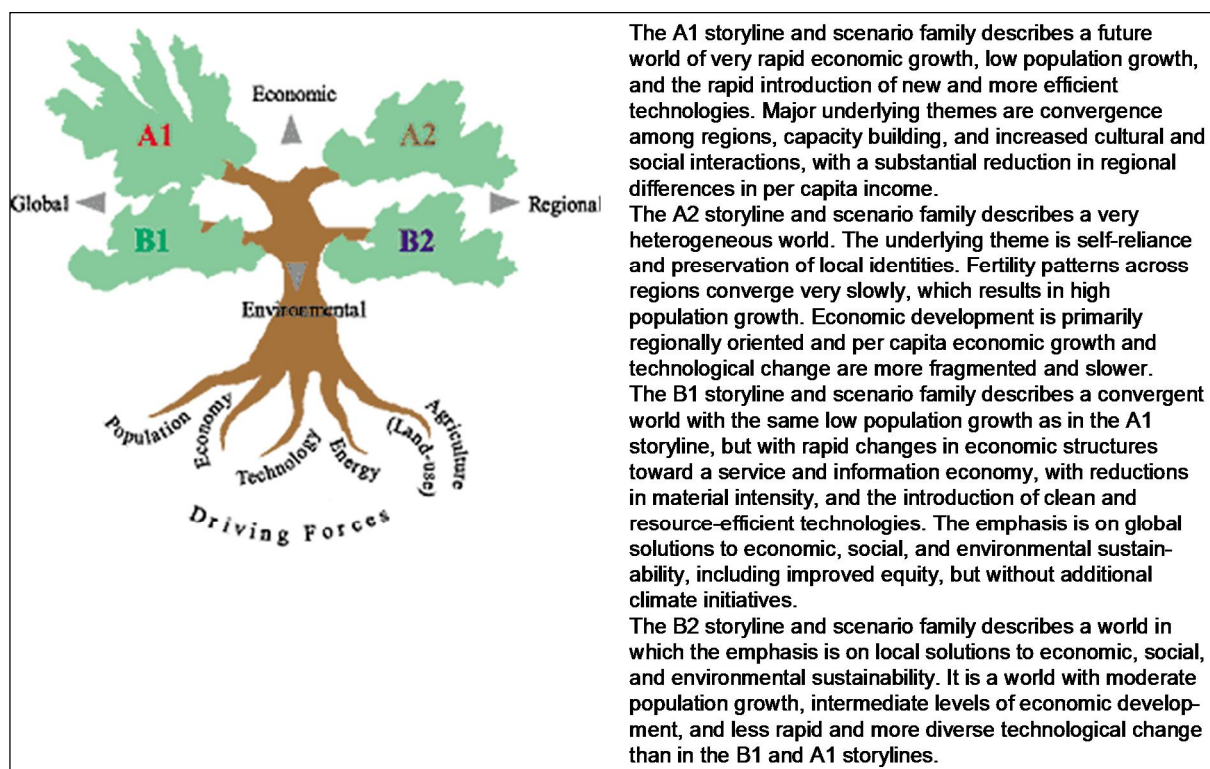 Economic
A1
A2
Global
Regional
B1
B2
Environmental
Population
Economy
Technology
Energy
Agriculture
(Land-use)
Driving Forces
The A1 storyline and scenario family describes a future
world of very rapid economic growth, low population growth,
and the rapid introduction of new and more efficient
technologies. Major underlying themes are convergence
among regions, capacity building, and increased cultural and
social interactions, with a substantial reduction in regional
differences in per capita income.
The A2 storyline and scenario family describes a very
heterogeneous world. The underlying theme is self-reliance
and preservation of local identities. Fertility patterns across
regions converge very slowly, which results in high
population growth. Economic development is primarily
regionally oriented and per capita economic growth and
technological change are more fragmented and slower.
The B1 storyline and scenario family describes a convergent
world with the same low population growth as in the A1
storyline, but with rapid changes in economic structures
toward a service and information economy, with reductions
in material intensity, and the introduction of clean and
resource-efficient technologies. The emphasis is on global
solutions to economic, social, and environmental sustain-
ability, including improved equity, but without additional
climate initiatives.
The B2 storyline and scenario family describes a world in
which the emphasis is on local solutions to economic, social,
and environmental sustainability. It is a world with moderate
population growth, intermediate levels of economic develop-
ment, and less rapid and more diverse technological change
than in the B1 and A1 storylines.